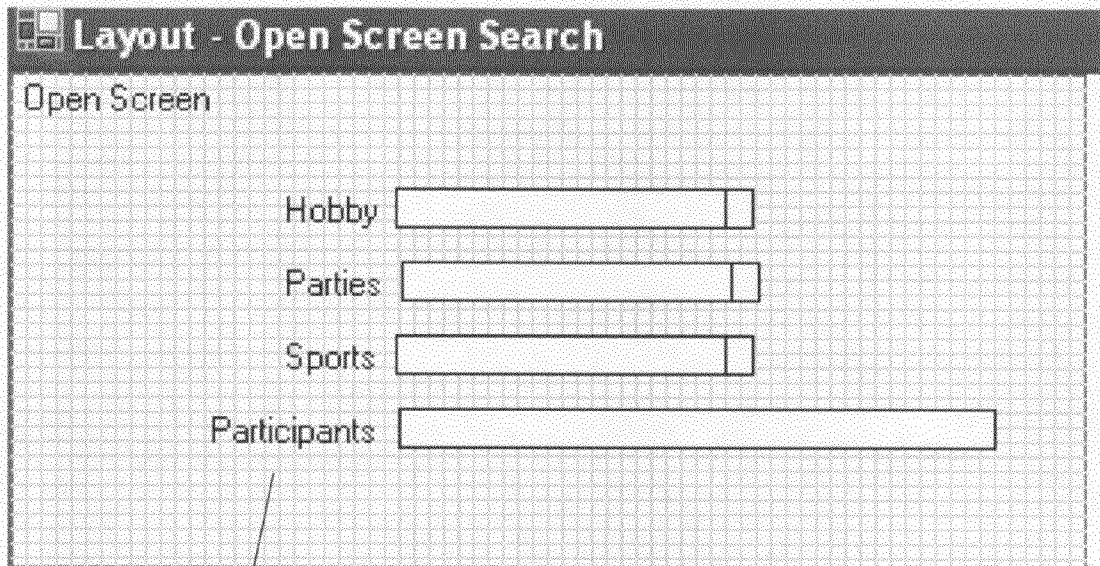 Layout - Open Screen Search
Open Screen
Hobby
Parties
Sports
Participants